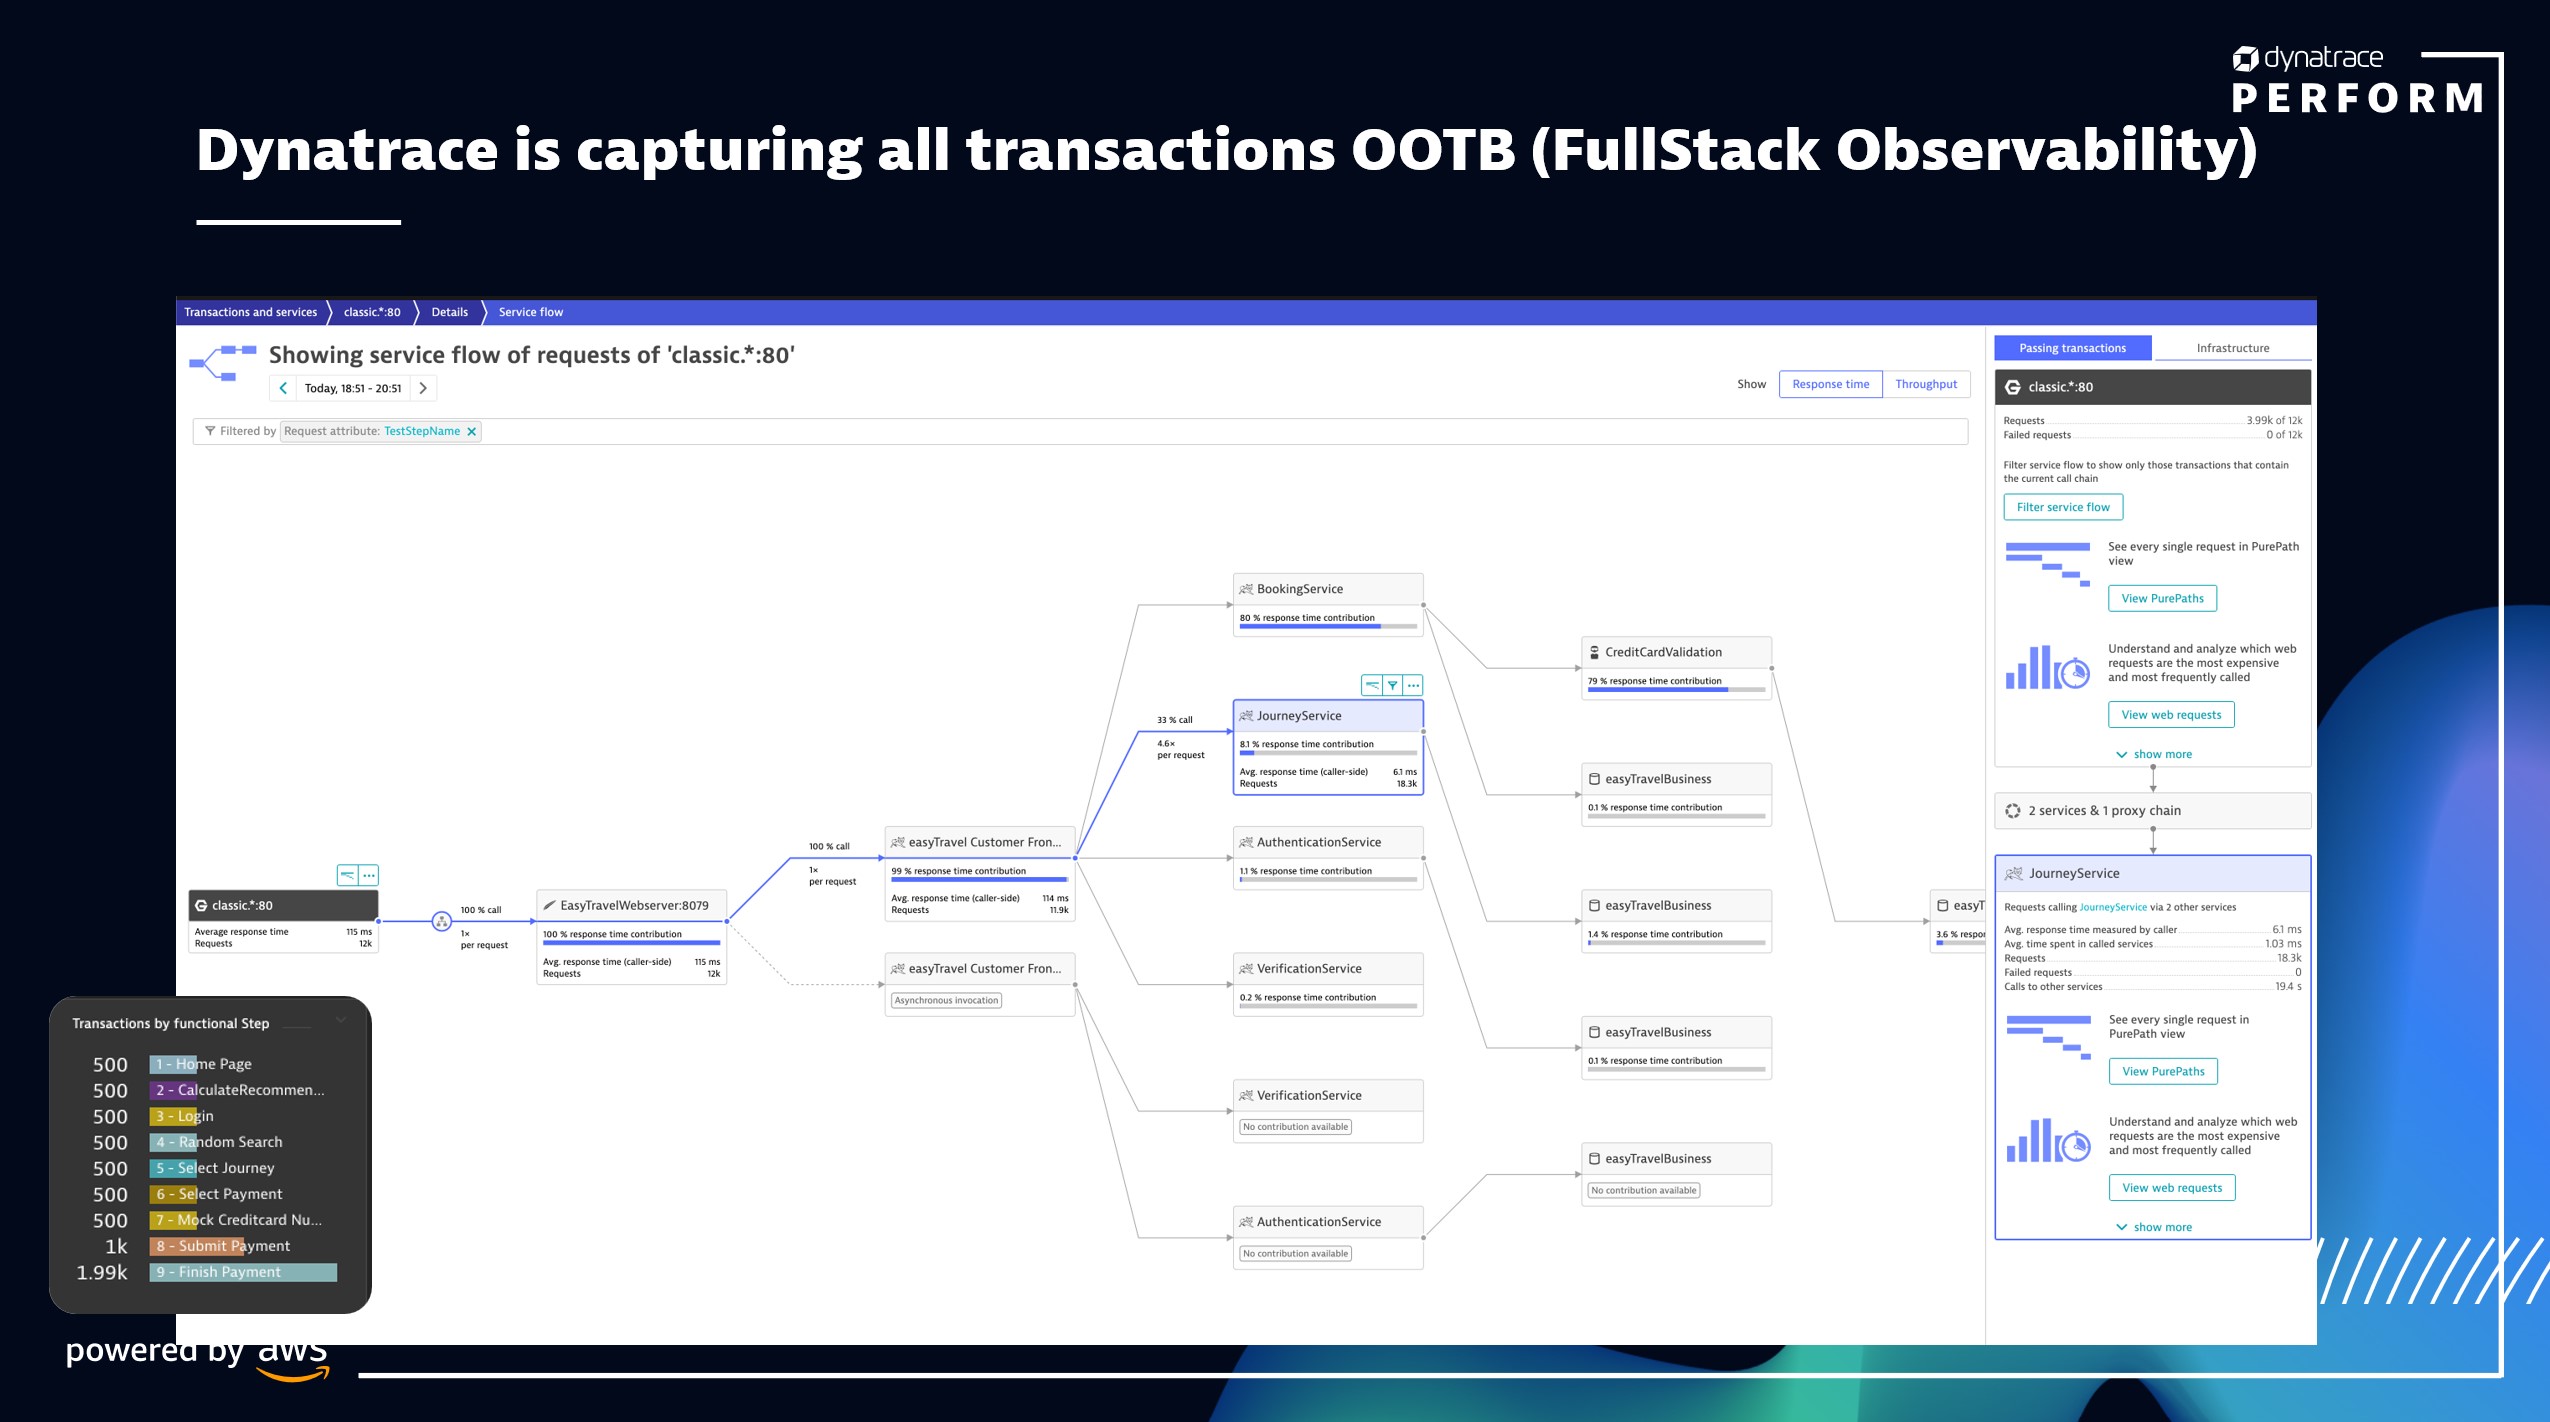 dynatrace
PERFORM
Dynatrace is capturing all transactions OOTB (FullStack Observability)
Transactions and services
classic.*:80
Details
Service flow
Showing service flow of requests of 'classic.*:80'
Today, 18:51 - 20:51
Show
Response time
Throughput
Filtered by
Request attribute: TestStepName
classic.*:80
Average response time 115 ms
Requests 12k
100 % call
1×
per request
EasyTravelWebserver:8079
100 % response time contribution
Avg. response time (caller-side) 115 ms
Requests 12k
100 % call
1×
per request
easyTravel Customer Fron...
99 % response time contribution
Avg. response time (caller-side) 114 ms
Requests 11.9k
easyTravel Customer Fron...
Asynchronous invocation
33 % call
4.6×
per request
BookingService
80 % response time contribution
JourneyService
8.1 % response time contribution
Avg. response time (caller-side) 6.1 ms
Requests 18.3k
AuthenticationService
1.1 % response time contribution
VerificationService
0.2 % response time contribution
VerificationService
No contribution available
AuthenticationService
No contribution available
CreditCardValidation
79 % response time contribution
easyTravelBusiness
0.1 % response time contribution
easyTravelBusiness
1.4 % response time contribution
easyTravelBusiness
0.1 % response time contribution
easyTravelBusiness
No contribution available
easyT
3.6 % respor
Passing transactions
Infrastructure
classic.*:80
Requests 3.99k of 12k
Failed requests 0 of 12k
Filter service flow to show only those transactions that contain
the current call chain
Filter service flow
See every single request in PurePath
view
View PurePaths
Understand and analyze which web
requests are the most expensive
and most frequently called
View web requests
show more
2 services & 1 proxy chain
JourneyService
Requests calling JourneyService via 2 other services
Avg. response time measured by caller 6.1 ms
Avg. time spent in called services 1.03 ms
Requests 18.3k
Failed requests 0
Calls to other services 19.4 s
See every single request in
PurePath view
View PurePaths
Understand and analyze which web
requests are the most expensive
and most frequently called
View web requests
show more
Transactions by functional Step
500 1 - Home Page
500 2 - CalculateRecommen...
500 3 - Login
500 4 - Random Search
500 5 - Select Journey
500 6 - Select Payment
500 7 - Mock Creditcard Nu...
1k 8 - Submit Payment
1.99k 9 - Finish Payment
powered by aws